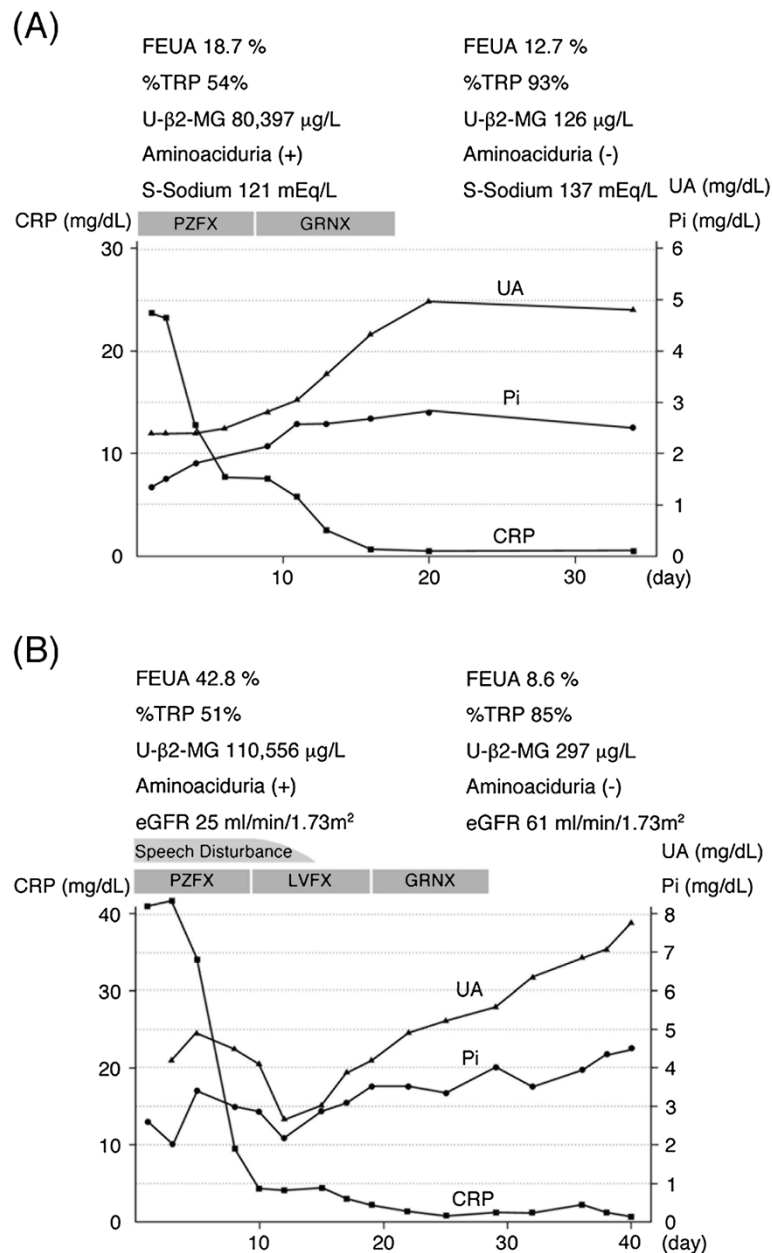 (A)
FEUA 18.7 % FEUA 12.7 %
%TRP 54% %TRP 93%
U-β2-MG 80,397 μg/L U-β2-MG 126 μg/L
Aminoaciduria (+) Aminoaciduria (-)
S-Sodium 121 mEq/L S-Sodium 137 mEq/L UA (mg/dL)
CRP (mg/dL) PZFX GRNX Pi (mg/dL)
30 6
UA 5
20 4
Pi 3
10 2
1
CRP
0 0
10 20 30 (day)
(B)
FEUA 42.8 % FEUA 8.6 %
%TRP 51% %TRP 85%
U-β2-MG 110,556 μg/L U-β2-MG 297 μg/L
Aminoaciduria (+) Aminoaciduria (-)
eGFR 25 ml/min/1.73m² eGFR 61 ml/min/1.73m²
Speech Disturbance UA (mg/dL)
CRP (mg/dL) PZFX LVFX GRNX Pi (mg/dL)
40 8
7
30 6
UA
5
20 Pi 4
3
10 2
CRP 1
0 0
10 20 30 40 (day)